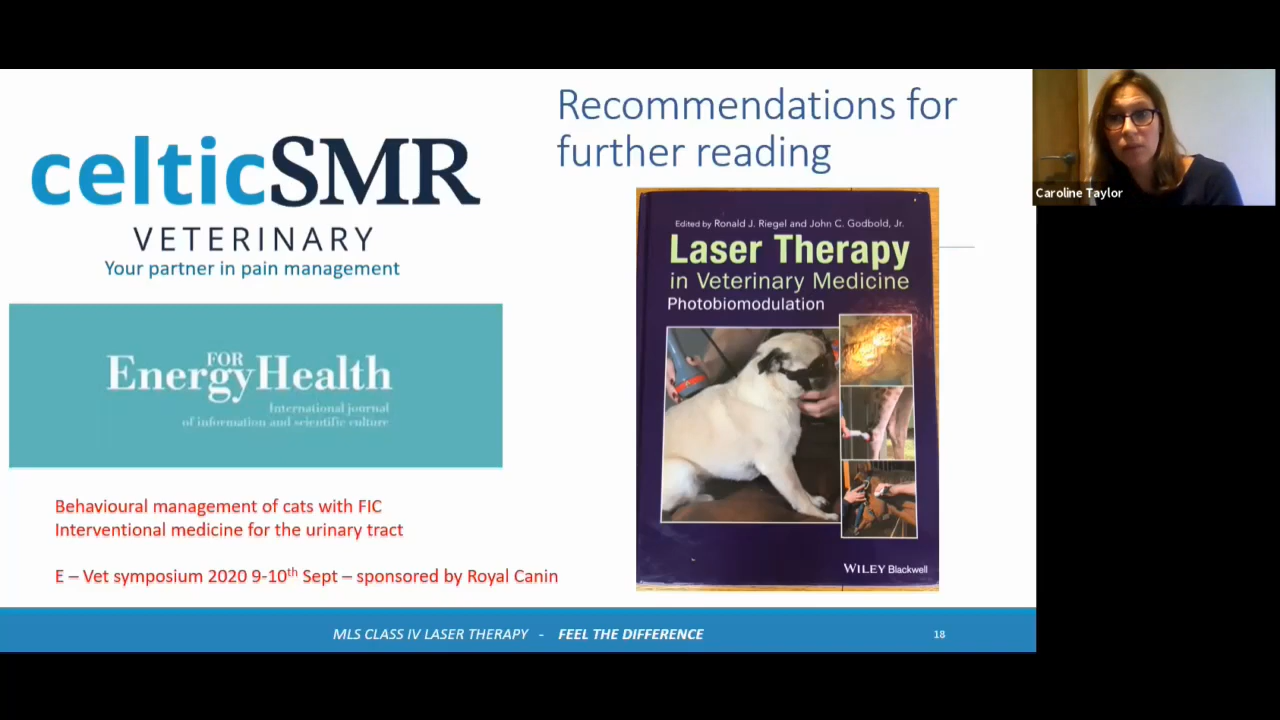 Recommendations for
further reading
celticSMR
VETERINARY
Your partner in pain management
FOR
EnergyHealth
International journal
of information and scientific culture
Behavioural management of cats with FIC
Interventional medicine for the urinary tract
E – Vet symposium 2020 9-10th Sept – sponsored by Royal Canin
Edited by Ronald J. Riegel and John C. Godbold, Jr.
Laser Therapy
in Veterinary Medicine
Photobiomodulation
WILEY Blackwell
MLS CLASS IV LASER THERAPY - FEEL THE DIFFERENCE
18
Caroline Taylor